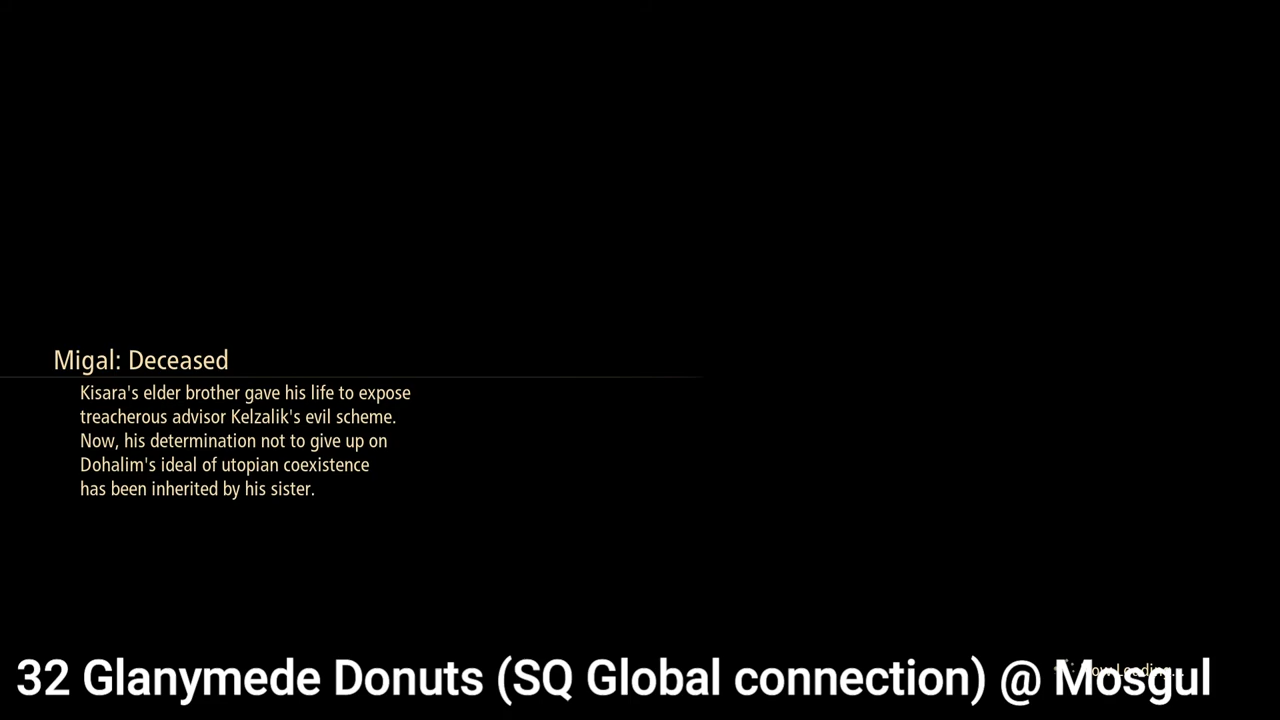 Migal: Deceased
Kisara's elder brother gave his life to expose
treacherous advisor Kelzalik's evil scheme.
Now, his determination not to give up on
Dohalim's ideal of utopian coexistence
has been inherited by his sister.
Now Loading...
32 Glanymede Donuts (SQ Global connection) @ Mosgul